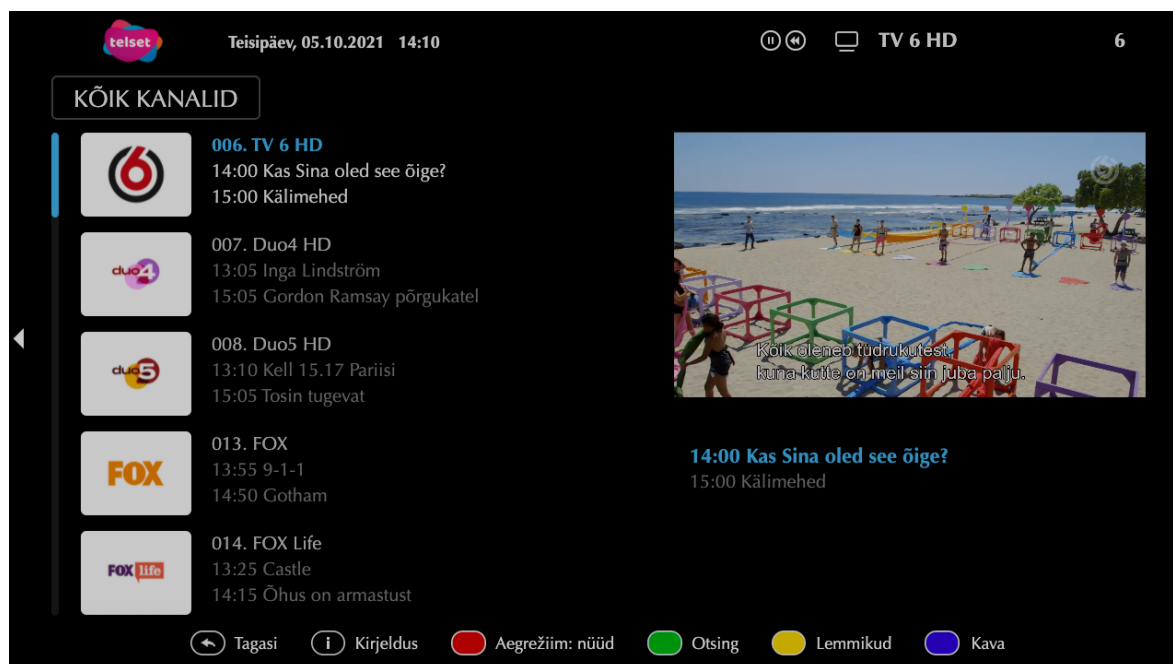 telset
Teisipäev, 05.10.2021 14:10
TV 6 HD
6
KÕIK KANALID
6
006. TV 6 HD
14:00 Kas Sina oled see õige?
15:00 Kälimehed
duo4
007. Duo4 HD
13:05 Inga Lindström
15:05 Gordon Ramsay põrgukatel
duo5
008. Duo5 HD
13:10 Kell 15.17 Pariisi
15:05 Tosin tugevat
FOX
013. FOX
13:55 9-1-1
14:50 Gotham
FOX life
014. FOX Life
13:25 Castle
14:15 Õhus on armastust
6
Kõik oleneb tüdrukutest,
kuna kutte on meil siin juba palju.
14:00 Kas Sina oled see õige?
15:00 Kälimehed
Tagasi
i Kirjeldus
Aegrežiim: nüüd
Otsing
Lemmikud
Kava